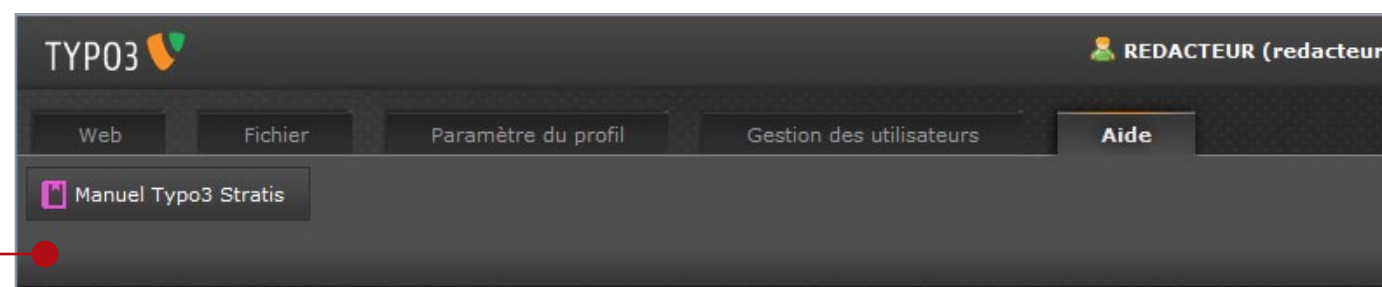 TYPO3
REDACTEUR (redacteur
Web Fichier Paramètre du profil Gestion des utilisateurs Aide
Manuel Typo3 Stratis